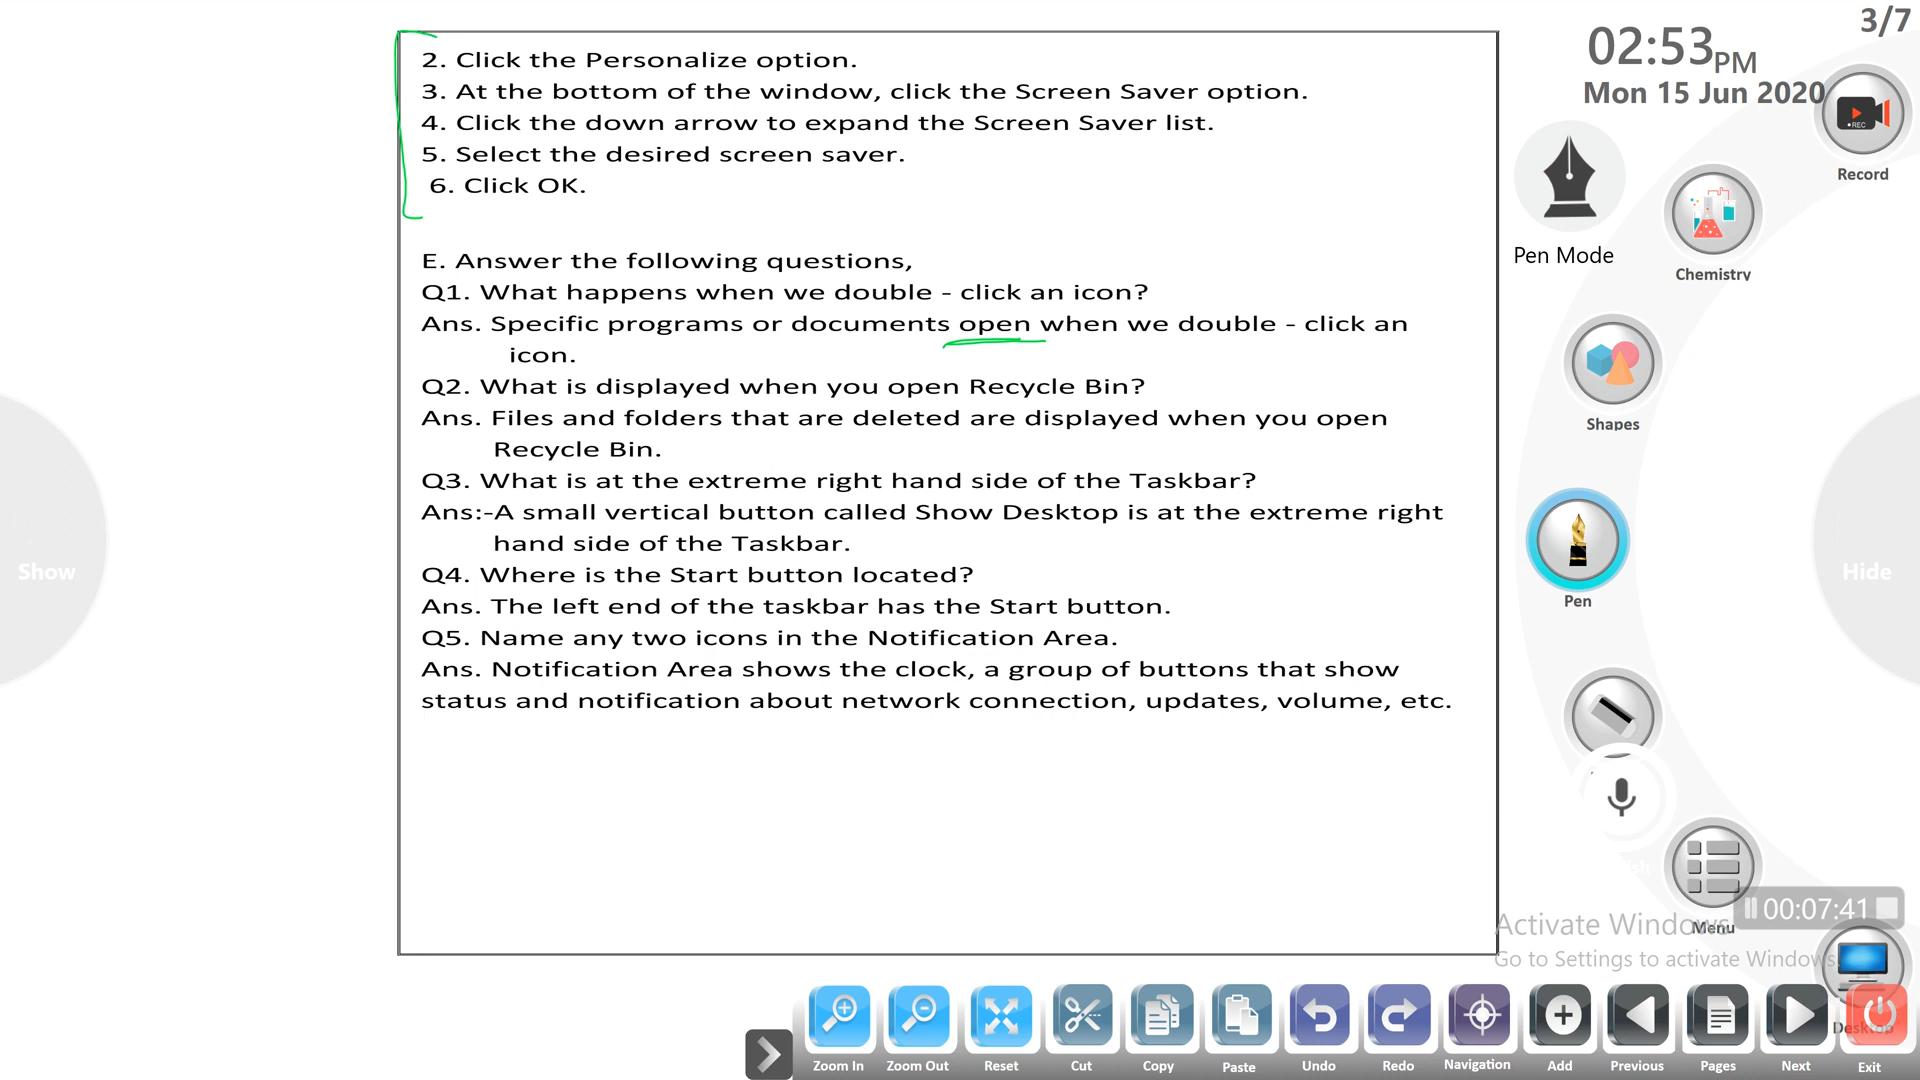 3/7
02:53PM
Mon 15 Jun 2020
2. Click the Personalize option.
3. At the bottom of the window, click the Screen Saver option.
4. Click the down arrow to expand the Screen Saver list.
5. Select the desired screen saver.
6. Click OK.
E. Answer the following questions,
Q1. What happens when we double - click an icon?
Ans. Specific programs or documents open when we double - click an
icon.
Q2. What is displayed when you open Recycle Bin?
Ans. Files and folders that are deleted are displayed when you open
Recycle Bin.
Q3. What is at the extreme right hand side of the Taskbar?
Ans:-A small vertical button called Show Desktop is at the extreme right
hand side of the Taskbar.
Q4. Where is the Start button located?
Ans. The left end of the taskbar has the Start button.
Q5. Name any two icons in the Notification Area.
Ans. Notification Area shows the clock, a group of buttons that show
status and notification about network connection, updates, volume, etc.
Show
REC
Record
Chemistry
Pen Mode
Shapes
Hide
Pen
Menu
00:07:41
Activate Windows
Go to Settings to activate Windows.
Desktop
Zoom In
Zoom Out
Reset
Cut
Copy
Paste
Undo
Redo
Navigation
Add
Previous
Pages
Next
Exit